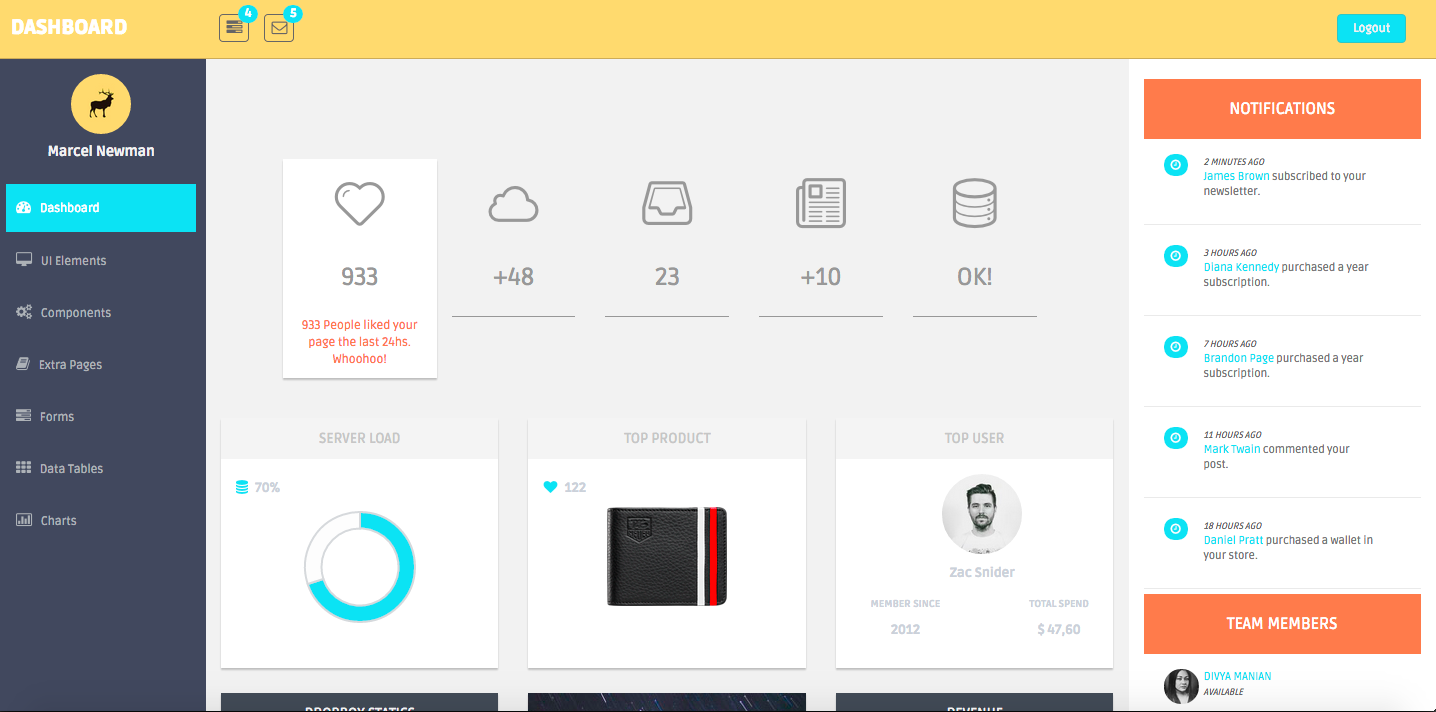 DASHBOARD
4
5
Logout
Marcel Newman
Dashboard
UI Elements
Components
Extra Pages
Forms
Data Tables
Charts
933
933 People liked your
page the last 24hs.
Whoohoo!
+48
23
+10
OK!
SERVER LOAD
70%
TOP PRODUCT
122
TOP USER
Zac Snider
MEMBER SINCE
2012
TOTAL SPEND
$ 47,60
DROPBOX STATICS
REVENUE
NOTIFICATIONS
2 MINUTES AGO
James Brown subscribed to your
newsletter.
3 HOURS AGO
Diana Kennedy purchased a year
subscription.
7 HOURS AGO
Brandon Page purchased a year
subscription.
11 HOURS AGO
Mark Twain commented your
post.
18 HOURS AGO
Daniel Pratt purchased a wallet in
your store.
TEAM MEMBERS
DIVYA MANIAN
AVAILABLE